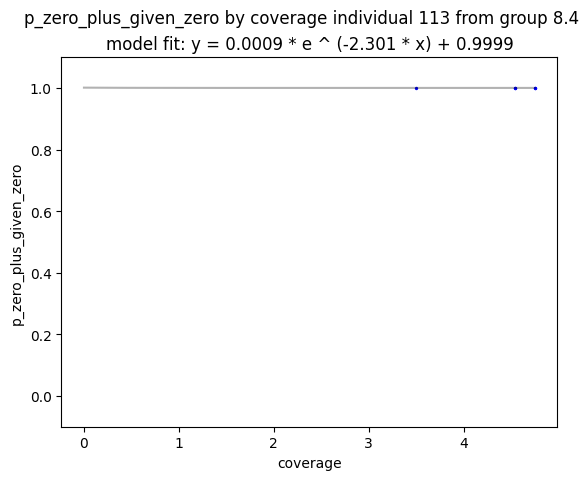 p_zero_plus_given_zero by coverage individual 113 from group 8.4
model fit: y = 0.0009 * e ^ (-2.301 * x) + 0.9999
1.0
0.8
0.6
0.4
0.2
0.0
p_zero_plus_given_zero
0 1 2 3 4
coverage